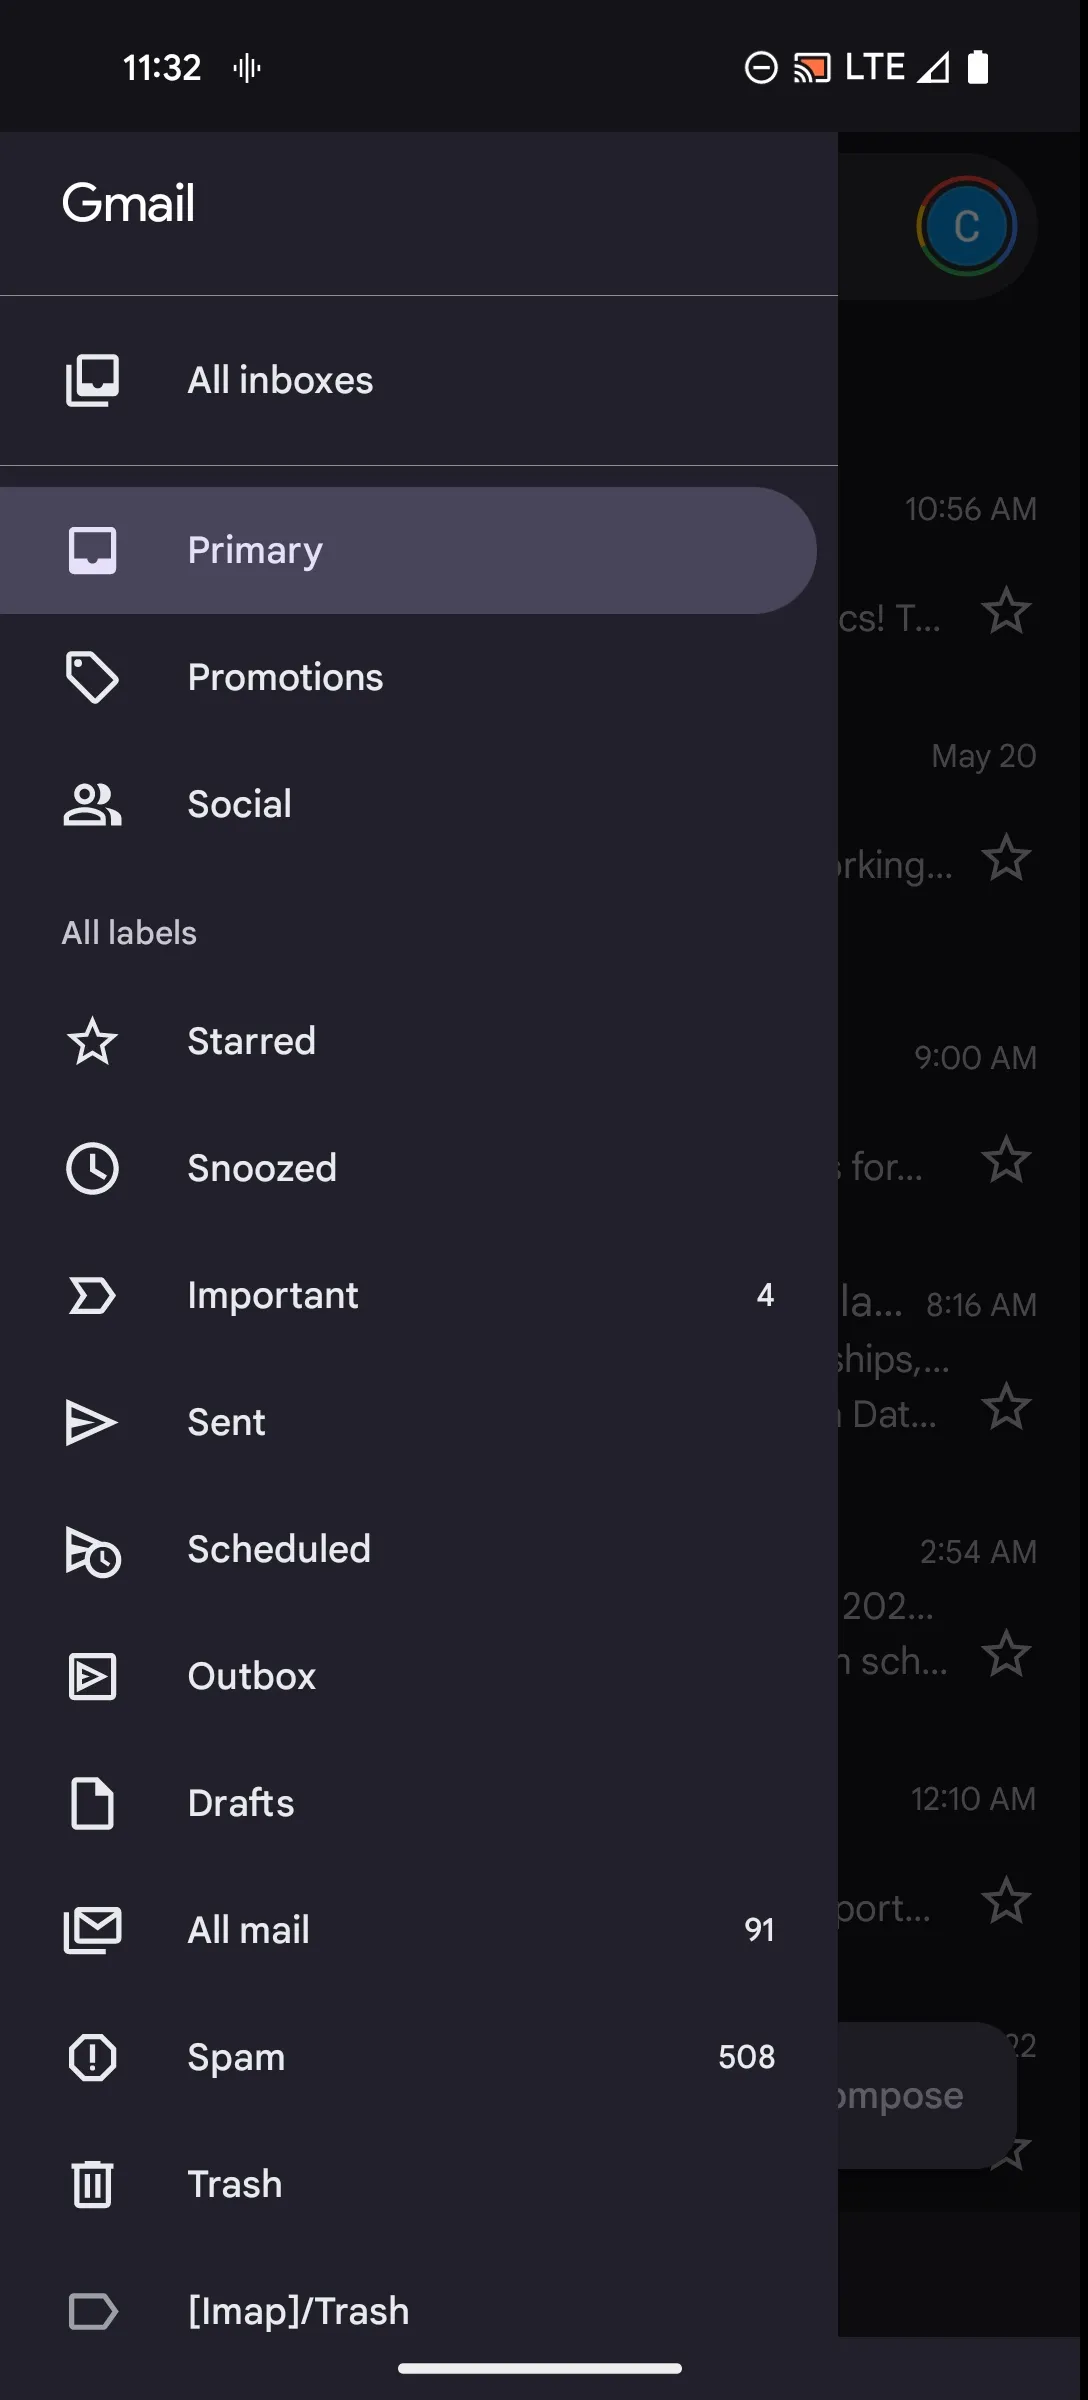 11:32
LTE
Gmail
C
All inboxes
10:56 AM
Primary
cs! T...
Promotions
May 20
Social
rking...
All labels
Starred
9:00 AM
Snoozed
for...
Important 4
la... 8:16 AM
ships,...
Sent
Dat...
Scheduled
2:54 AM
202...
Outbox
sch...
Drafts
12:10 AM
All mail 91
port...
Spam 508
22
ompose
Trash
[Imap]/Trash